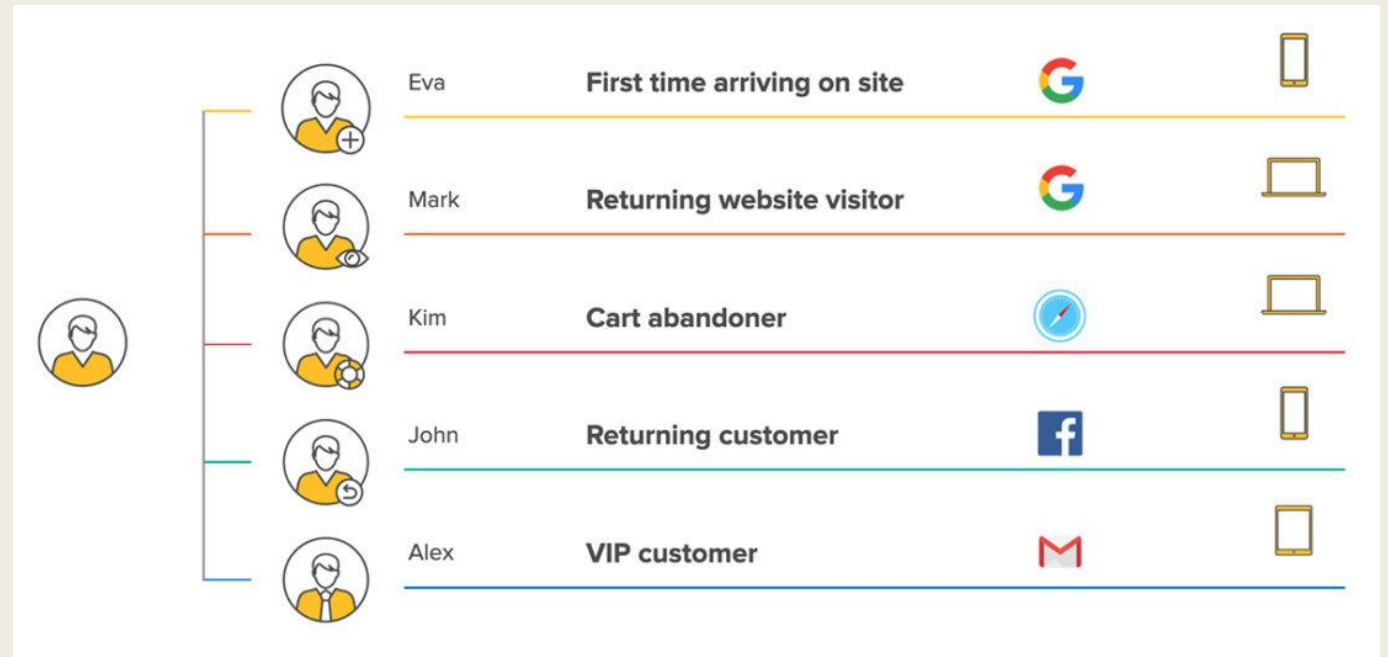 Eva First time arriving on site
Mark Returning website visitor
Kim Cart abandoner
John Returning customer
Alex VIP customer